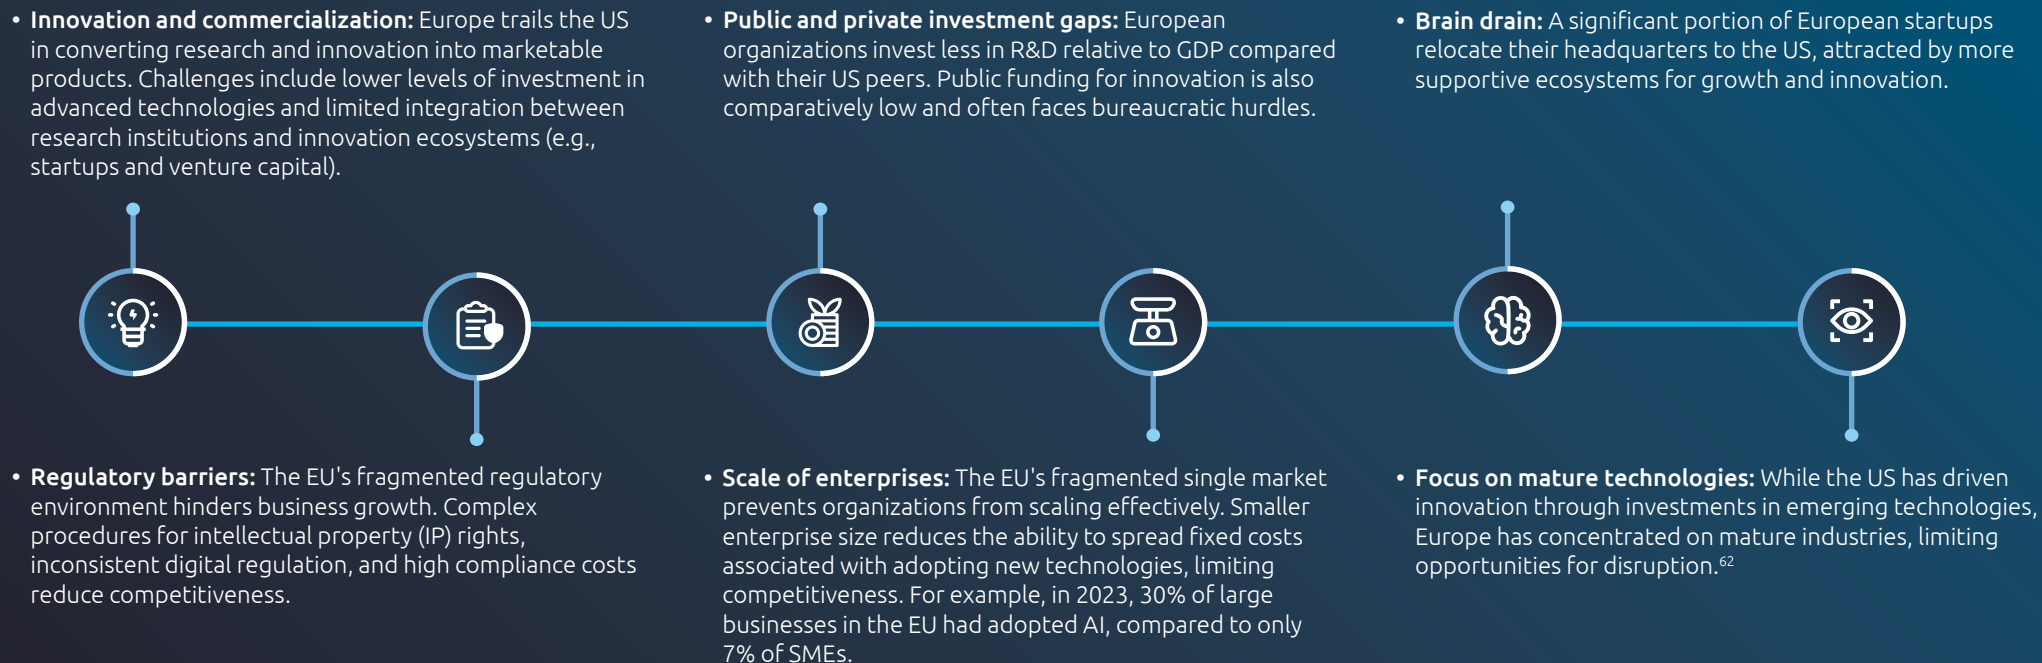 • Innovation and commercialization: Europe trails the US
in converting research and innovation into marketable
products. Challenges include lower levels of investment in
advanced technologies and limited integration between
research institutions and innovation ecosystems (e.g.,
startups and venture capital).
• Public and private investment gaps: European
organizations invest less in R&D relative to GDP compared
with their US peers. Public funding for innovation is also
comparatively low and often faces bureaucratic hurdles.
• Brain drain: A significant portion of European startups
relocate their headquarters to the US, attracted by more
supportive ecosystems for growth and innovation.
• Regulatory barriers: The EU's fragmented regulatory
environment hinders business growth. Complex
procedures for intellectual property (IP) rights,
inconsistent digital regulation, and high compliance costs
reduce competitiveness.
• Scale of enterprises: The EU's fragmented single market
prevents organizations from scaling effectively. Smaller
enterprise size reduces the ability to spread fixed costs
associated with adopting new technologies, limiting
competitiveness. For example, in 2023, 30% of large
businesses in the EU had adopted AI, compared to only
7% of SMEs.
• Focus on mature technologies: While the US has driven
innovation through investments in emerging technologies,
Europe has concentrated on mature industries, limiting
opportunities for disruption.62